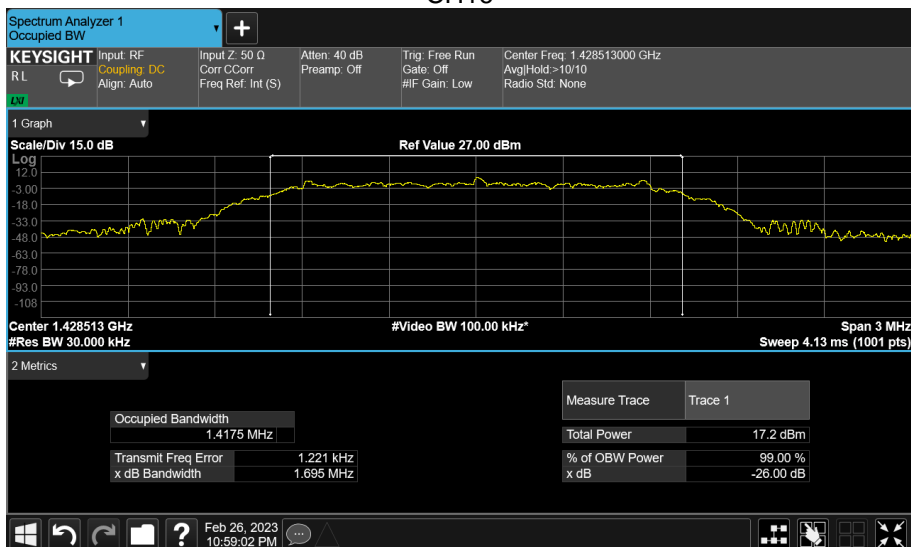 Spectrum Analyzer 1
Occupied BW
+
KEYSIGHT
RL
LXI
Input: RF
Coupling: DC
Align: Auto
Input Z: 50 Ω
Corr CCorr
Freq Ref: Int (S)
Atten: 40 dB
Preamp: Off
Trig: Free Run
Gate: Off
#IF Gain: Low
Center Freq: 1.428513000 GHz
Avg|Hold:>10/10
Radio Std: None
1 Graph
Scale/Div 15.0 dB
Ref Value 27.00 dBm
Log
12.0
-3.00
-18.0
-33.0
-48.0
-63.0
-78.0
-93.0
-108
Center 1.428513 GHz
#Video BW 100.00 kHz*
Span 3 MHz
#Res BW 30.000 kHz
Sweep 4.13 ms (1001 pts)
2 Metrics
Occupied Bandwidth
1.4175 MHz
Transmit Freq Error 1.221 kHz
x dB Bandwidth 1.695 MHz
Measure Trace Trace 1
Total Power 17.2 dBm
% of OBW Power 99.00 %
x dB -26.00 dB
?
Feb 26, 2023
10:59:02 PM